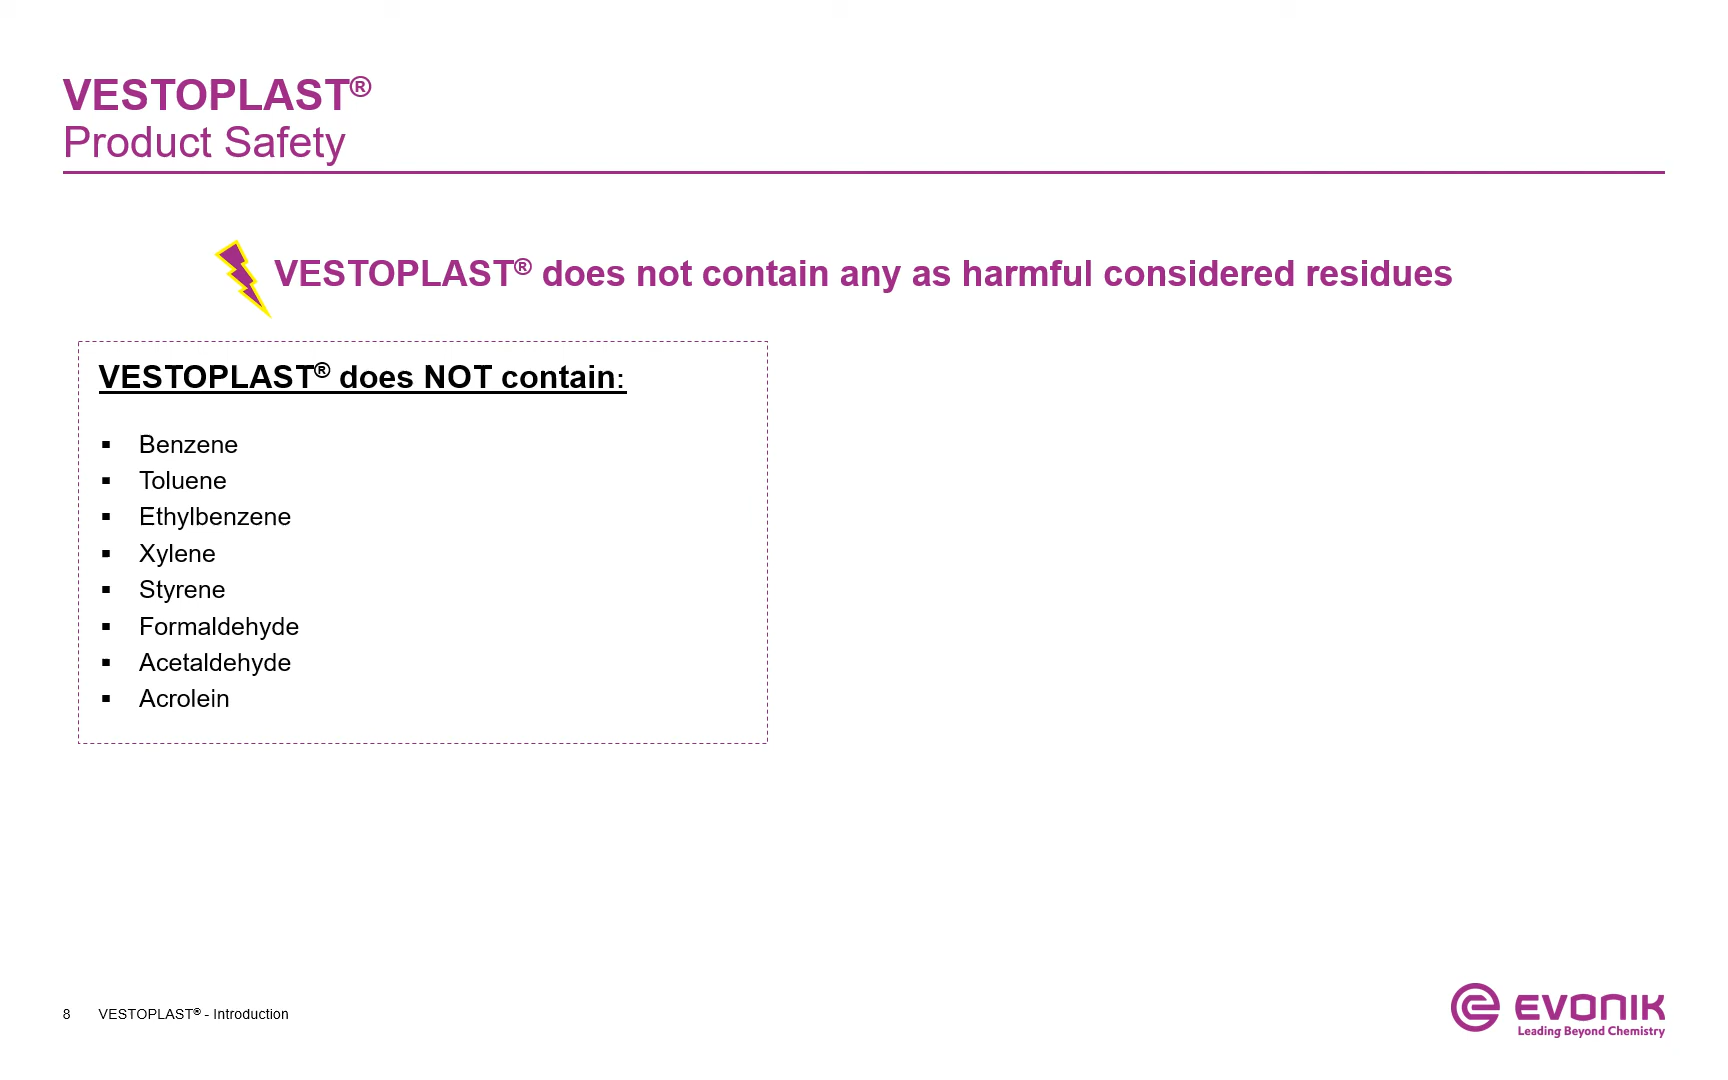 VESTOPLAST®
Product Safety
VESTOPLAST® does not contain any as harmful considered residues
VESTOPLAST® does NOT contain:
▪ Benzene
▪ Toluene
▪ Ethylbenzene
▪ Xylene
▪ Styrene
▪ Formaldehyde
▪ Acetaldehyde
▪ Acrolein
8 VESTOPLAST® - Introduction
EVONIK
Leading Beyond Chemistry